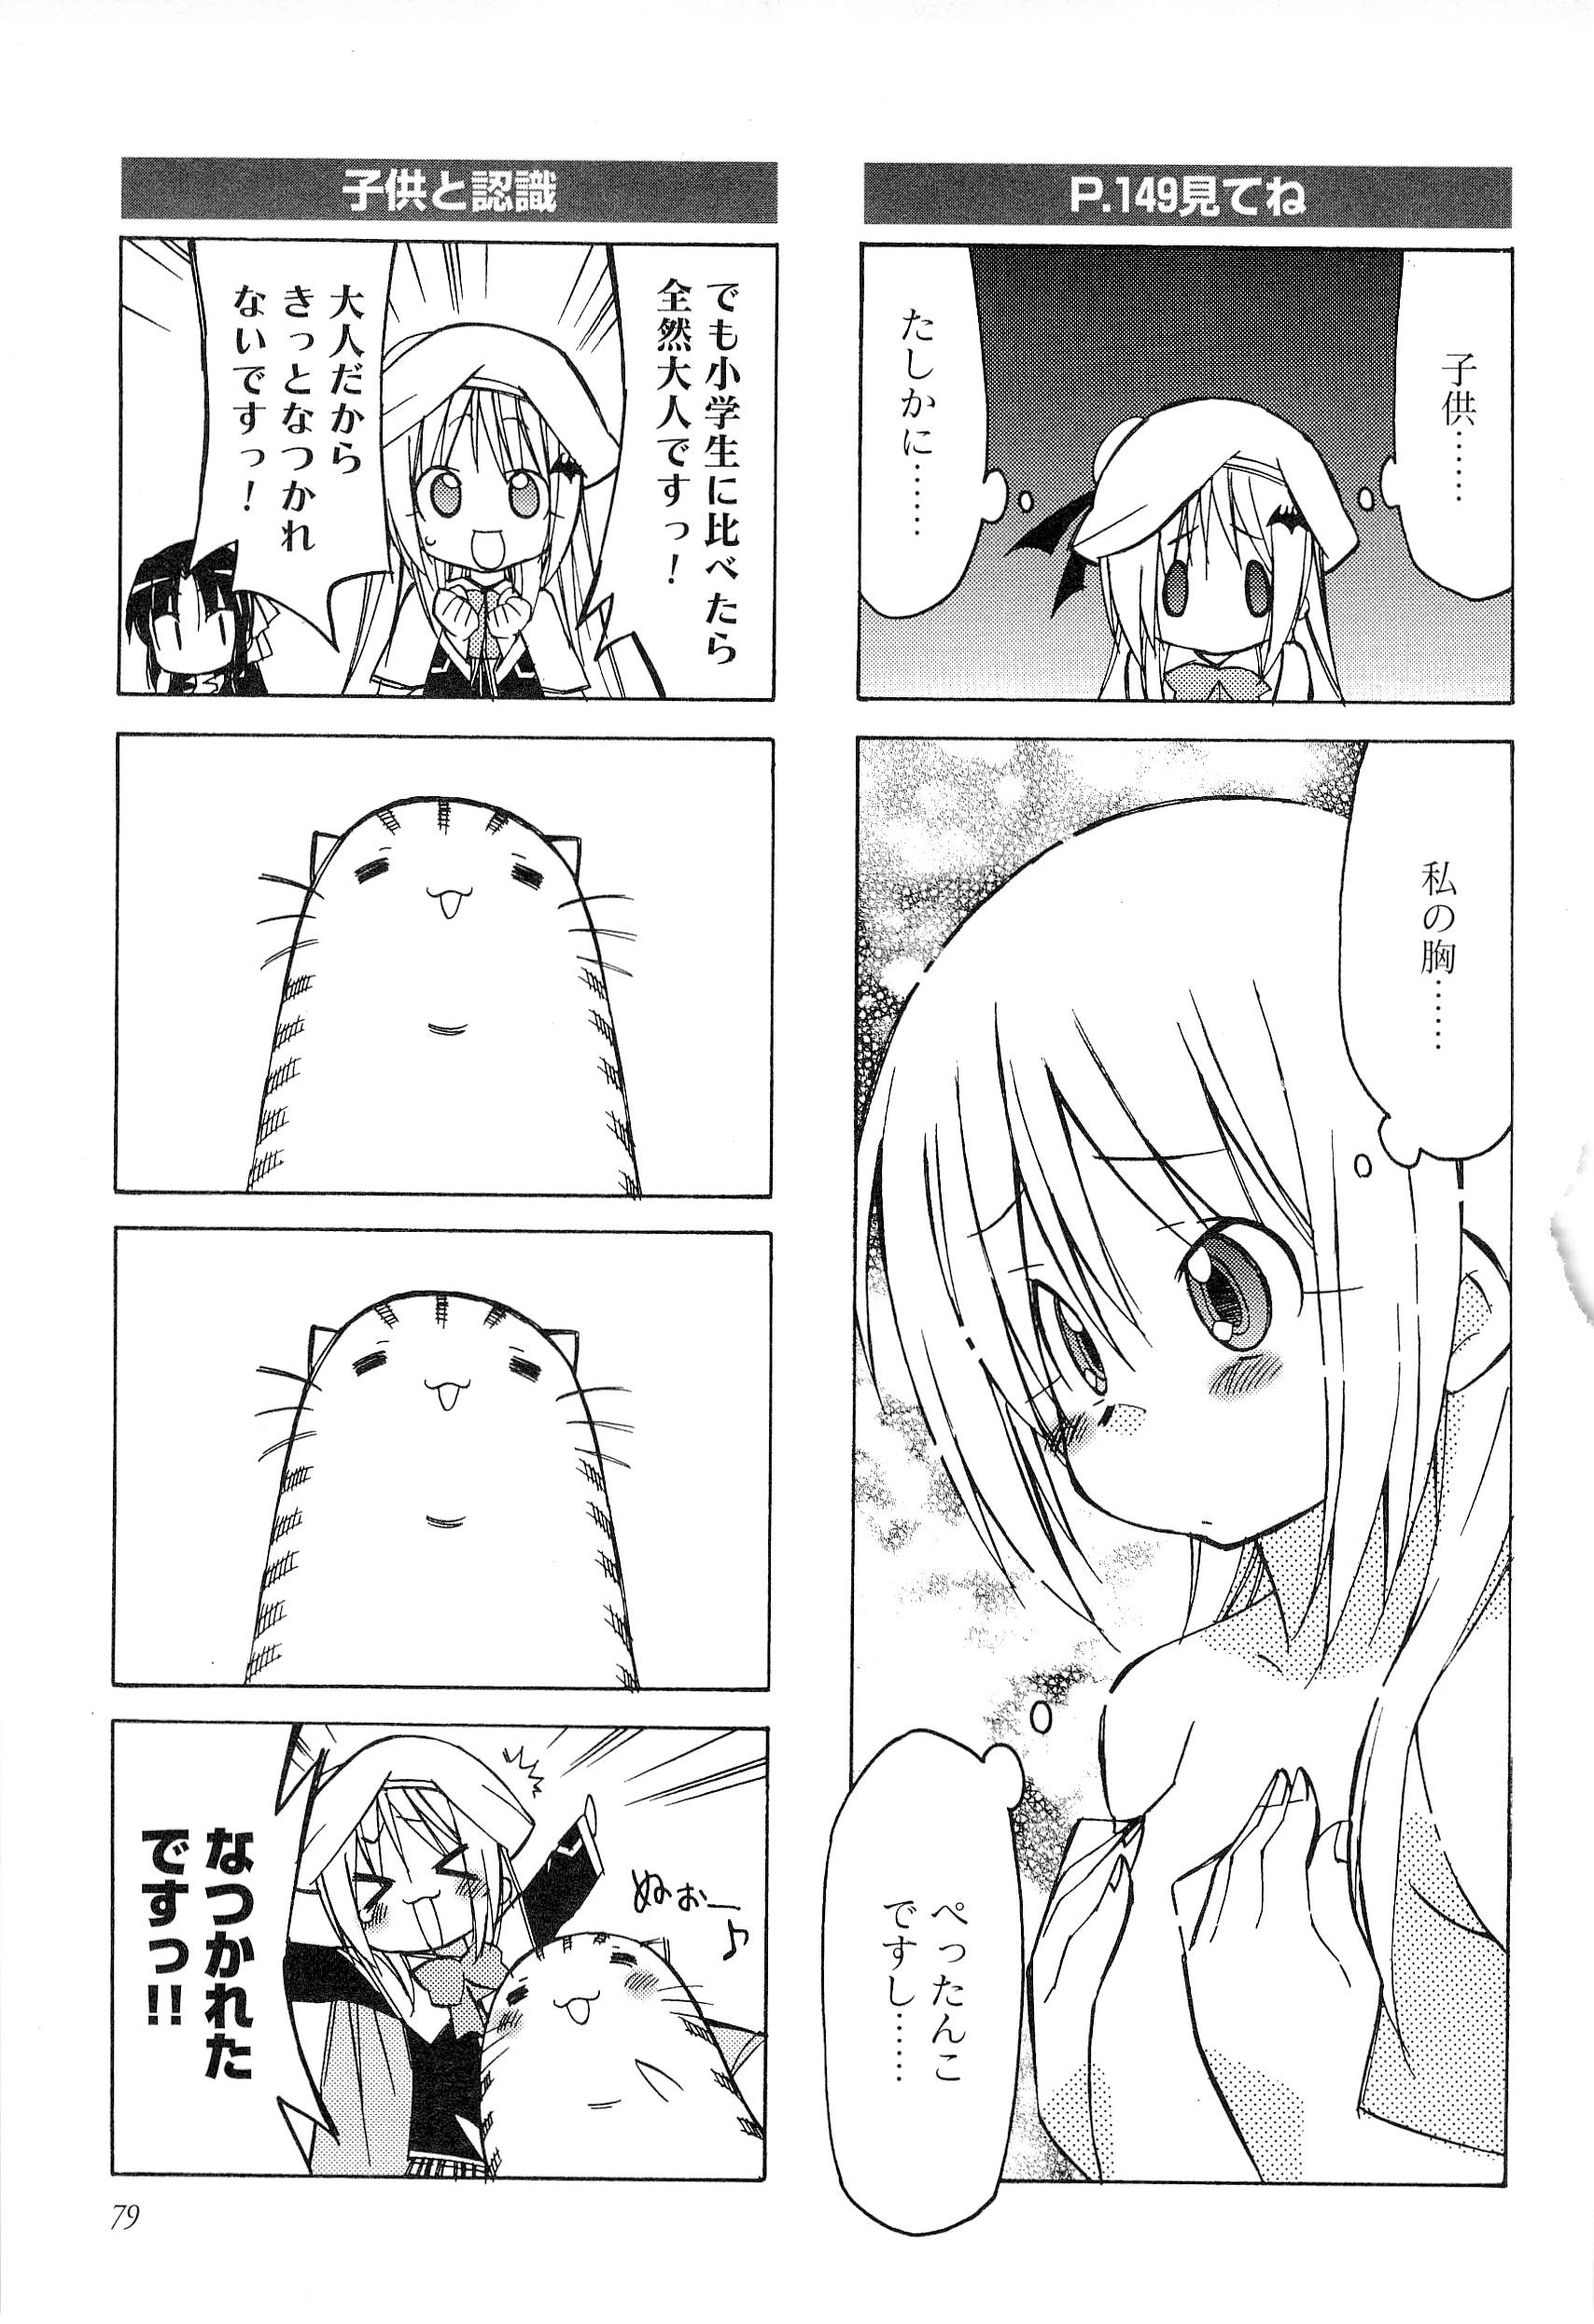 P.149見てね
子供……
たしかに……
私の胸……
ぺったんこ
ですし……
子供と認識
でも小学生に比べたら
全然大人ですっ！
大人だから
きっとなつかれ
ないですっ！
ぬぉー♪
なつかれた
ですっ!!
79